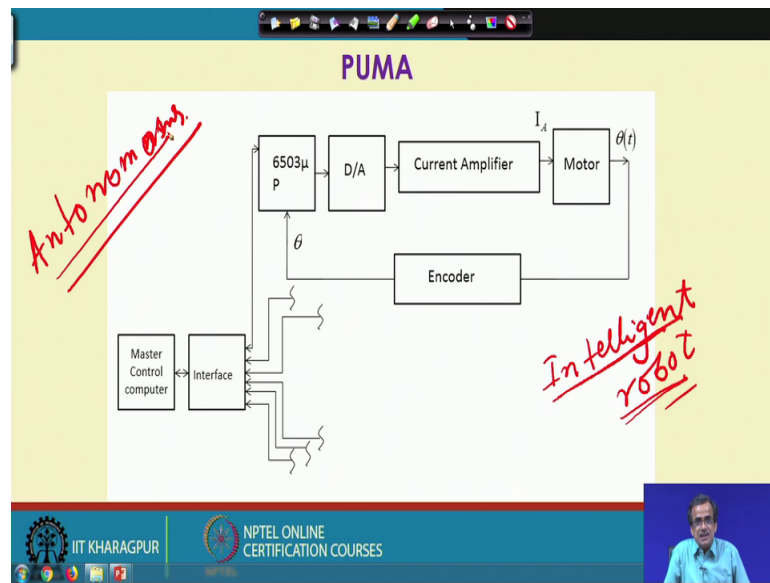 PUMA
Autonomous.
6503μ
P
D/A
Current Amplifier
I_A
Motor
θ(t)
θ
Encoder
Master
Control
computer
Interface
Intelligent
robot
IIT KHARAGPUR
NPTEL ONLINE
CERTIFICATION COURSES